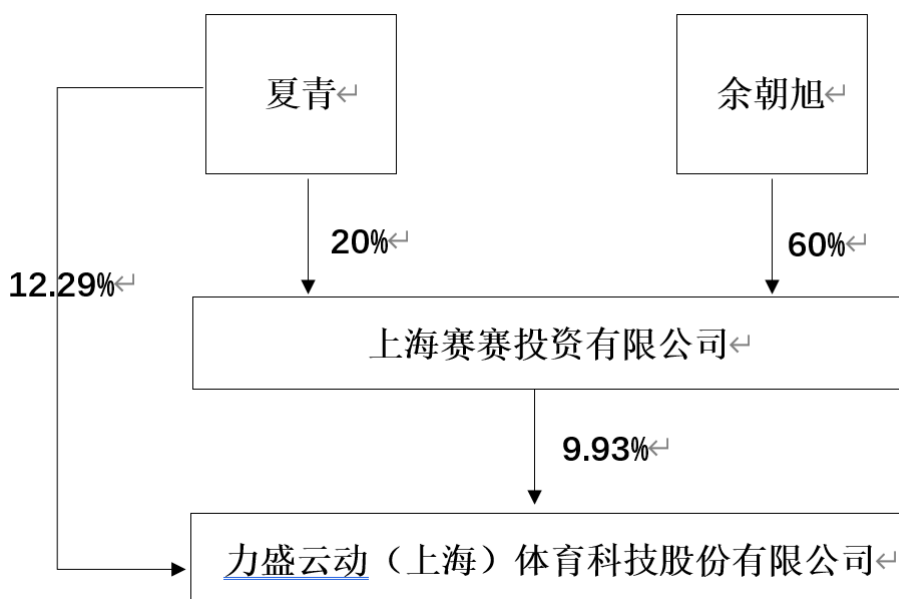 夏青
余朝旭
20%
60%
12.29%
上海赛赛投资有限公司
9.93%
力盛云动（上海）体育科技股份有限公司